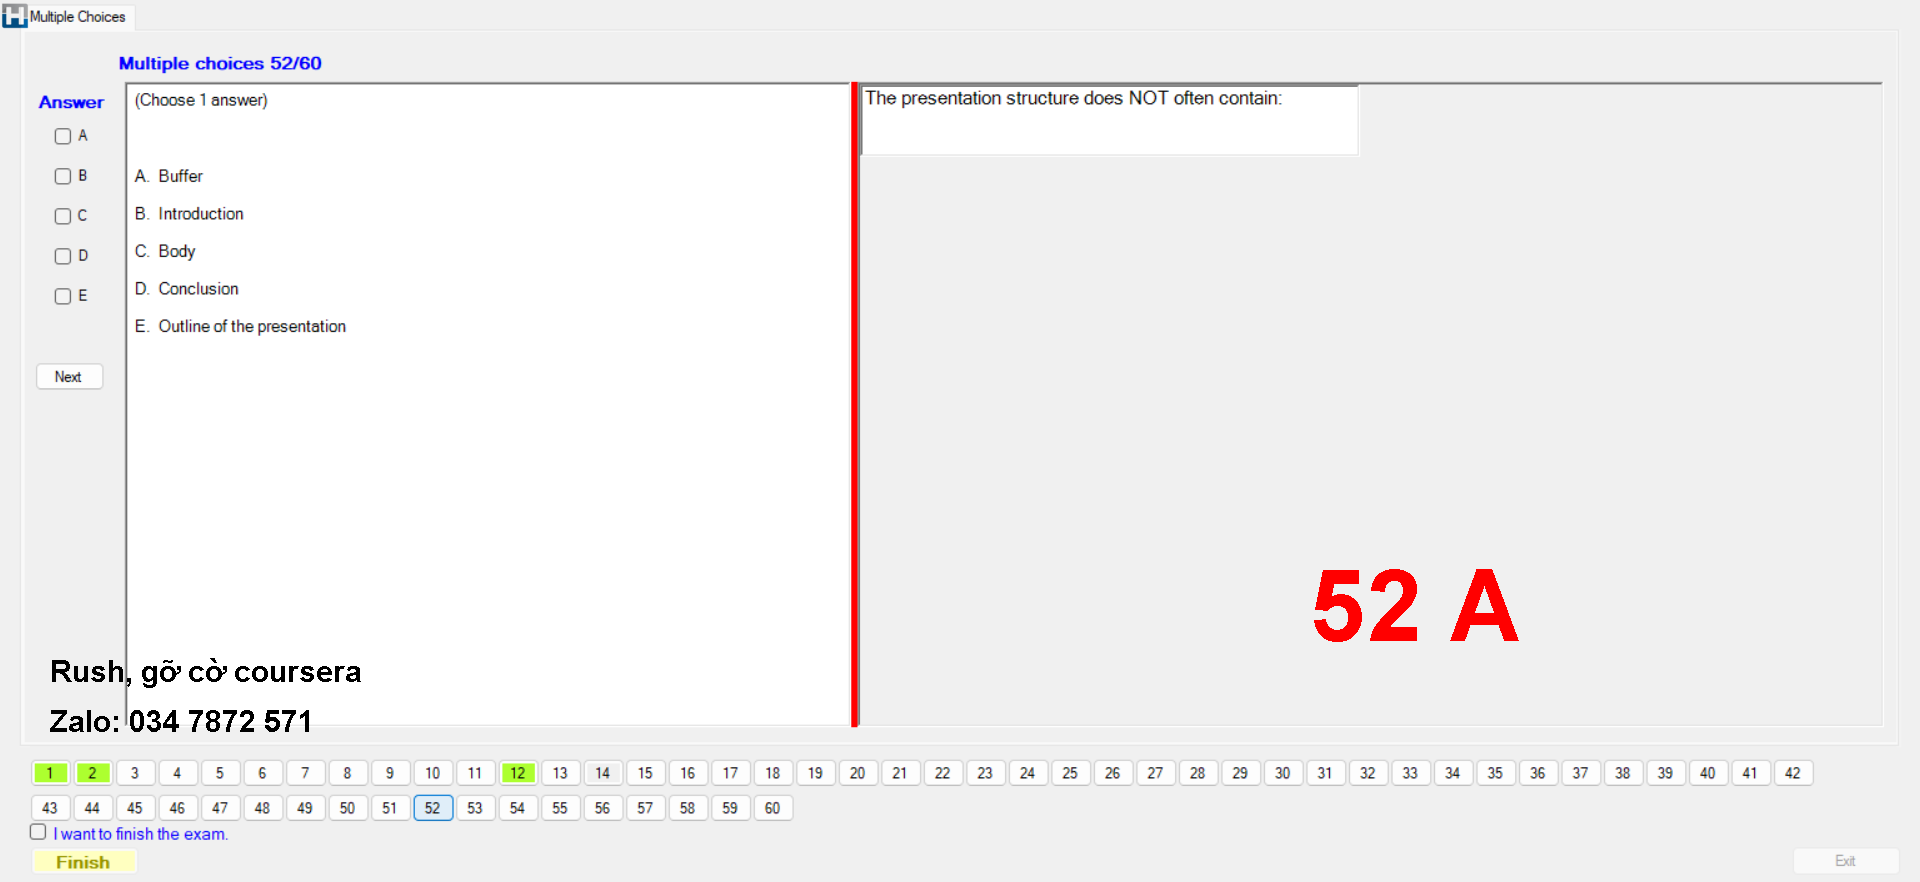 Multiple Choices
Multiple choices 52/60
Answer
A
B
C
D
E
Next
(Choose 1 answer)
A. Buffer
B. Introduction
C. Body
D. Conclusion
E. Outline of the presentation
The presentation structure does NOT often contain:
52 A
Rush, gỡ cờ coursera
Zalo: 034 7872 571
1 2 3 4 5 6 7 8 9 10 11 12 13 14 15 16 17 18 19 20 21 22 23 24 25 26 27 28 29 30 31 32 33 34 35 36 37 38 39 40 41 42
43 44 45 46 47 48 49 50 51 52 53 54 55 56 57 58 59 60
I want to finish the exam.
Finish
Exit